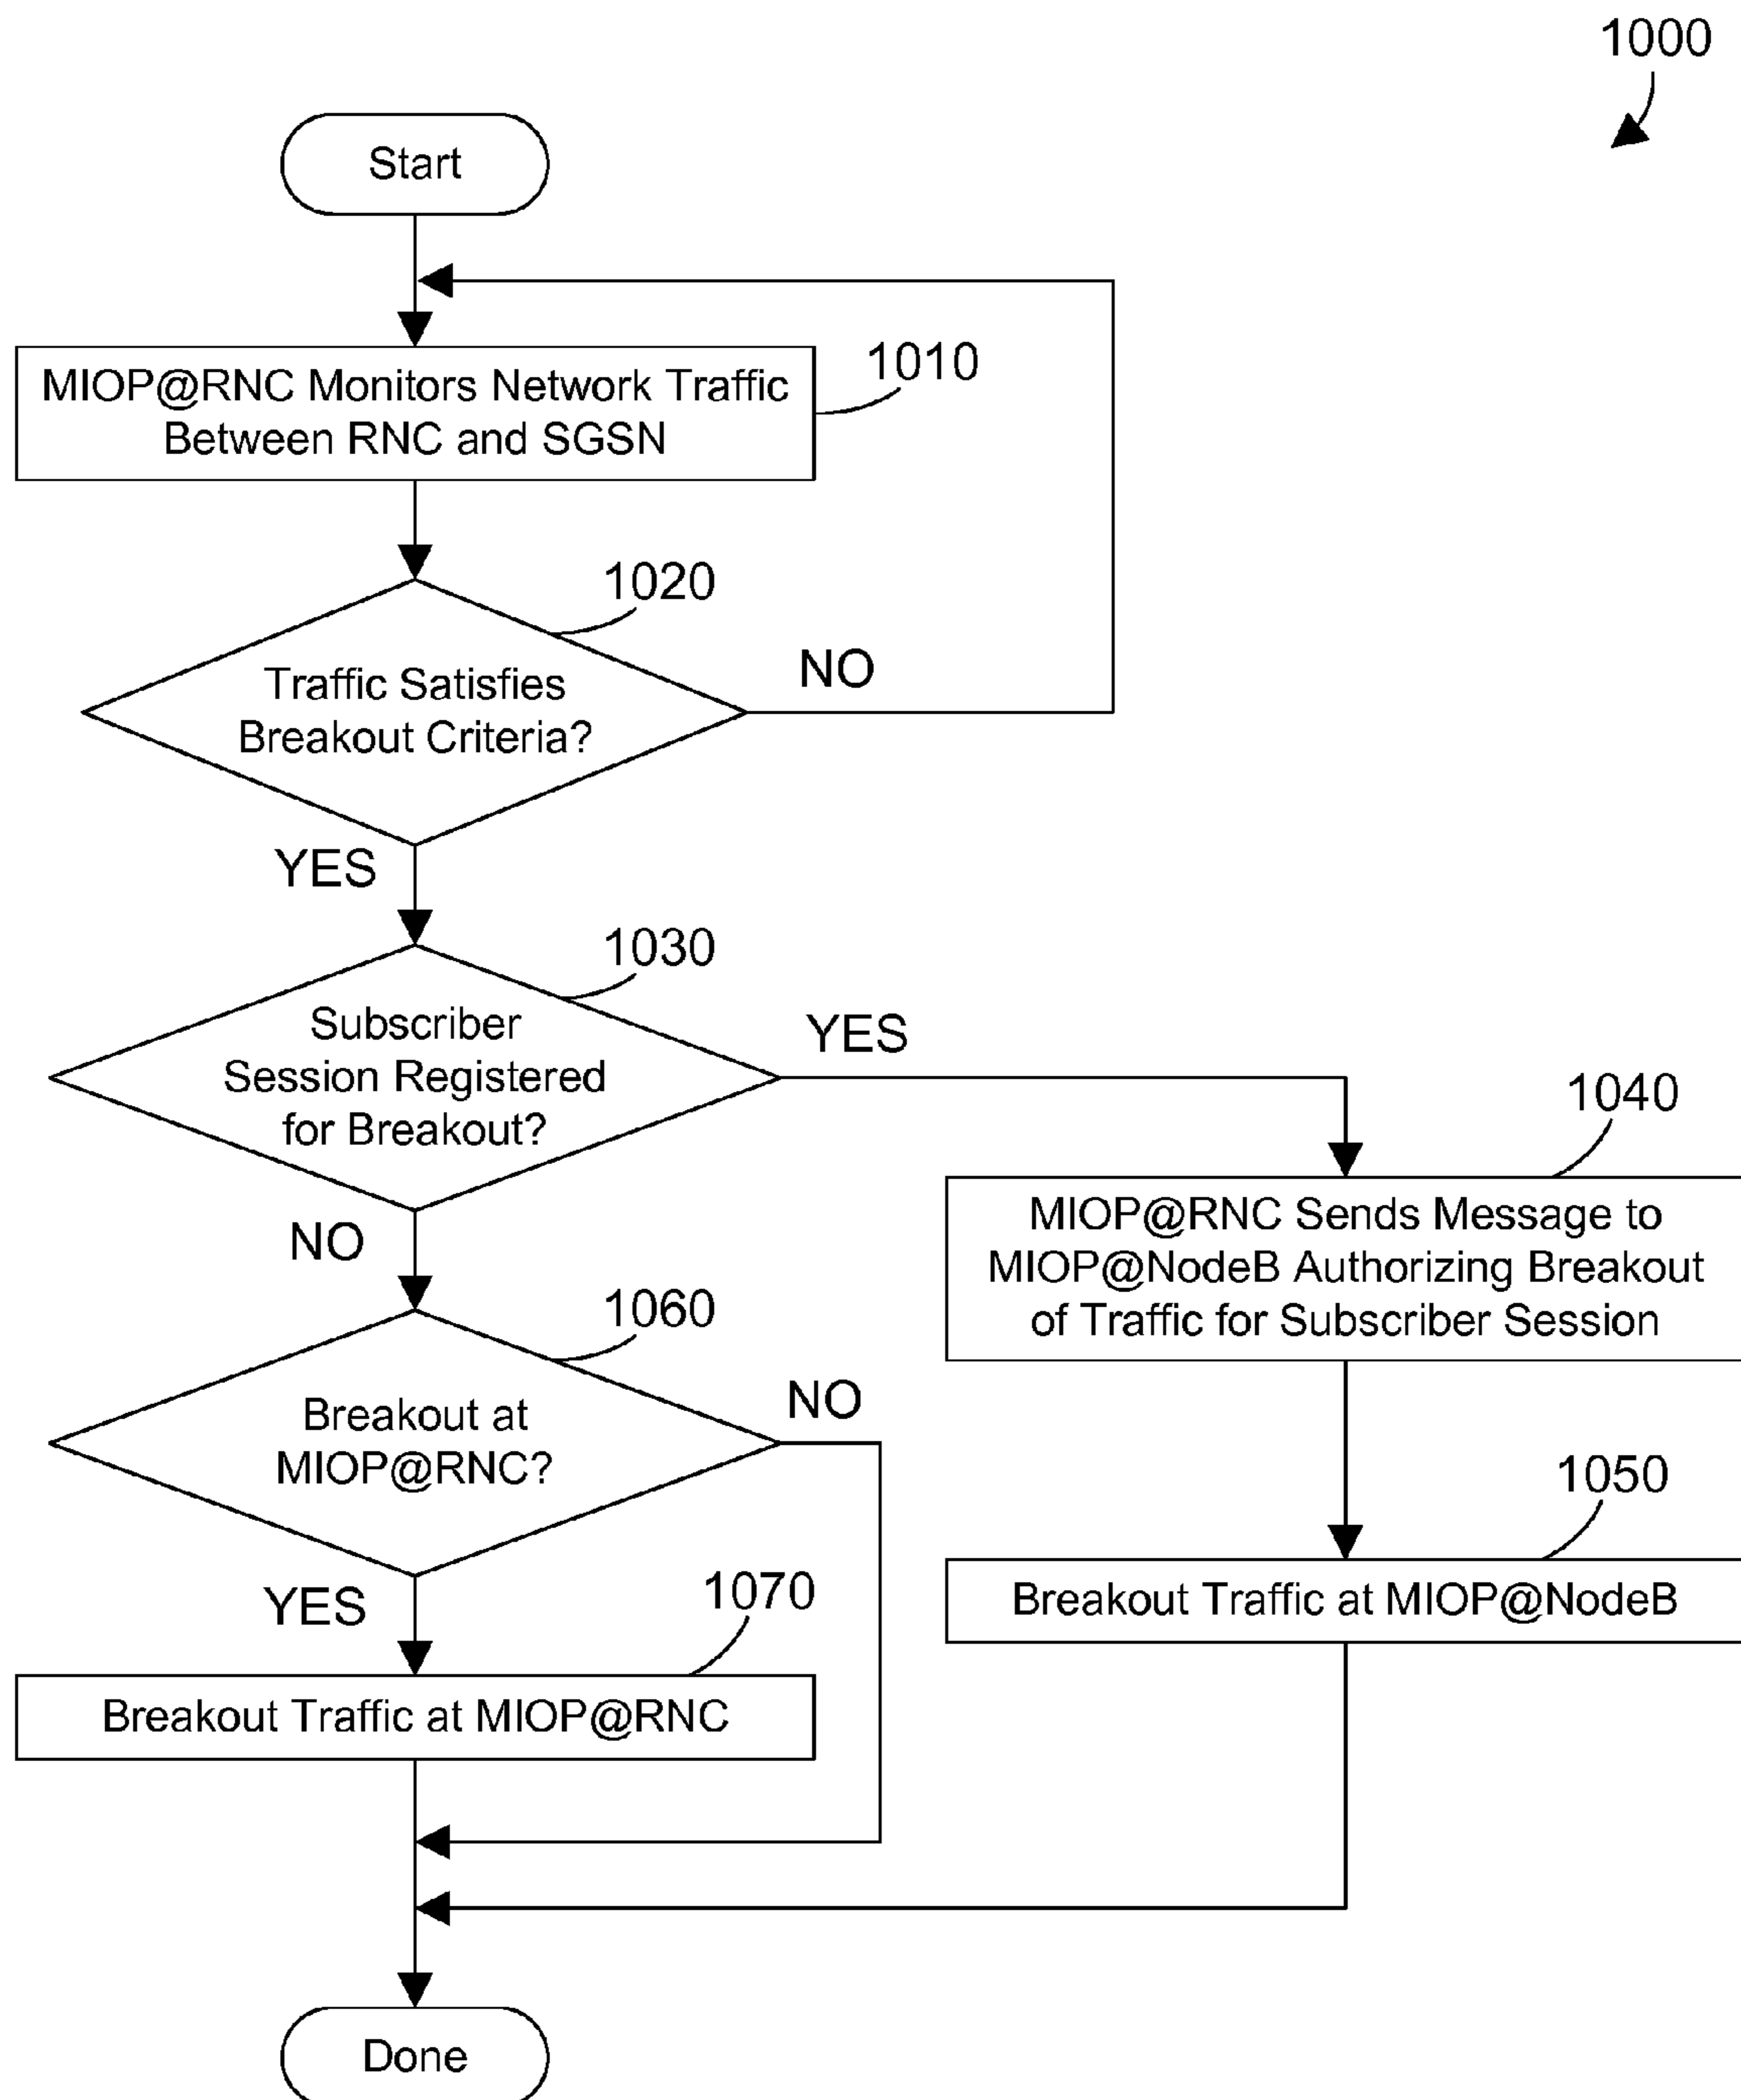 1000
Start
MIOP@RNC Monitors Network Traffic
Between RNC and SGSN
1010
1020
Traffic Satisfies
Breakout Criteria?
NO
YES
1030
Subscriber
Session Registered
for Breakout?
YES
NO
1040
MIOP@RNC Sends Message to
MIOP@NodeB Authorizing Breakout
of Traffic for Subscriber Session
1060
Breakout at
MIOP@RNC?
NO
YES
1050
Breakout Traffic at MIOP@NodeB
1070
Breakout Traffic at MIOP@RNC
Done